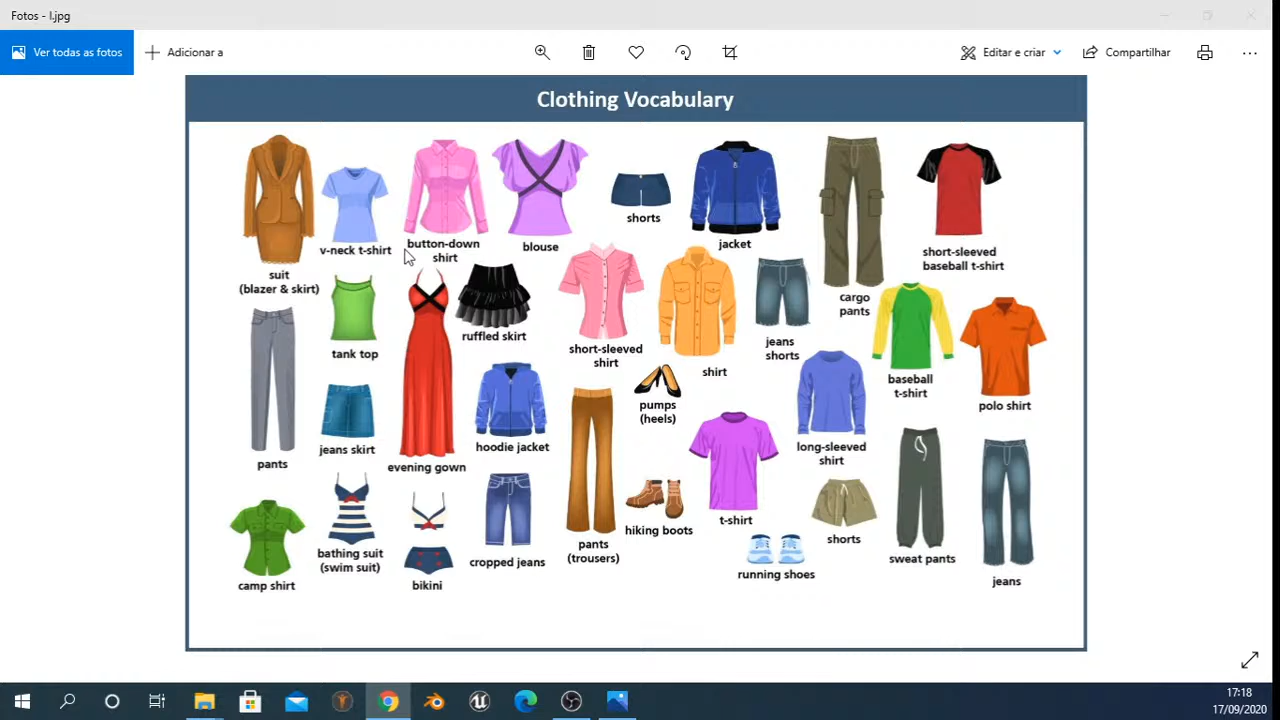 Fotos - l.jpg
Ver todas as fotos
Adicionar a
Editar e criar
Compartilhar
Clothing Vocabulary
suit
(blazer & skirt)
v-neck t-shirt
button-down
shirt
blouse
shorts
jacket
cargo
pants
short-sleeved
baseball t-shirt
pants
tank top
evening gown
ruffled skirt
short-sleeved
shirt
shirt
jeans
shorts
baseball
t-shirt
polo shirt
jeans skirt
hoodie jacket
pants
(trousers)
pumps
(heels)
t-shirt
long-sleeved
shirt
sweat pants
jeans
camp shirt
bathing suit
(swim suit)
bikini
cropped jeans
hiking boots
running shoes
shorts
17:18
17/09/2020